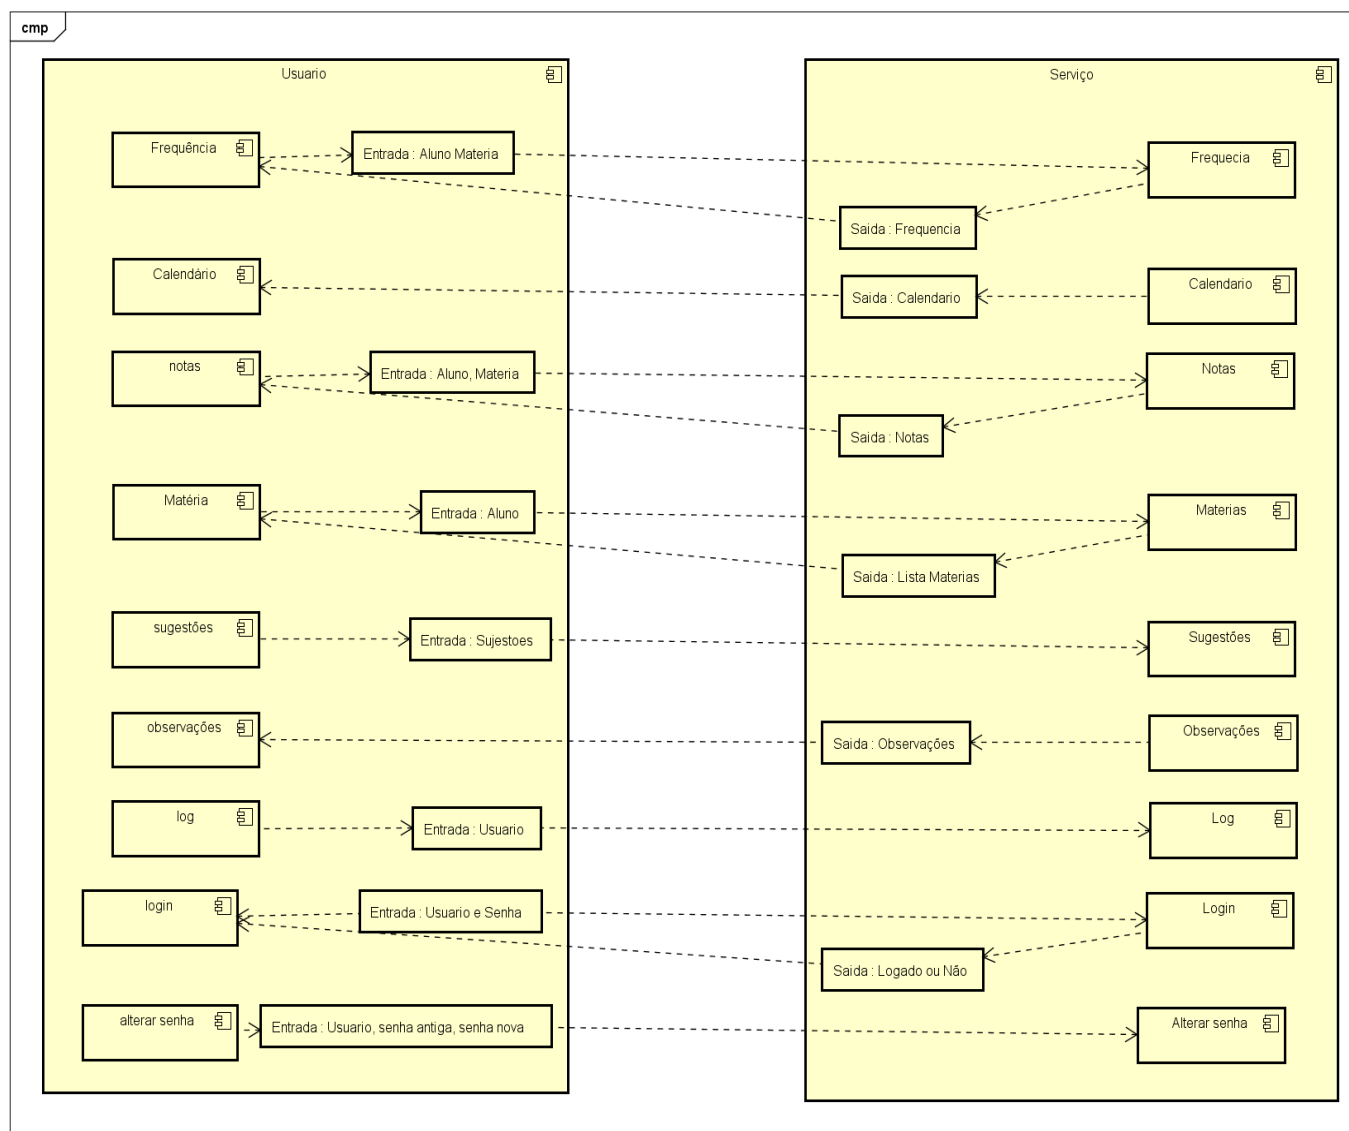 cmp
Usuario
Serviço
Frequência
Entrada : Aluno Materia
Frequecia
Saida : Frequencia
Calendário
Saida : Calendario
Calendario
notas
Entrada : Aluno, Materia
Notas
Saida : Notas
Matéria
Entrada : Aluno
Materias
Saida : Lista Materias
sugestões
Entrada : Sujestoes
Sugestões
observações
Saida : Observações
Observações
log
Entrada : Usuario
Log
login
Entrada : Usuario e Senha
Login
Saida : Logado ou Não
alterar senha
Entrada : Usuario, senha antiga, senha nova
Alterar senha